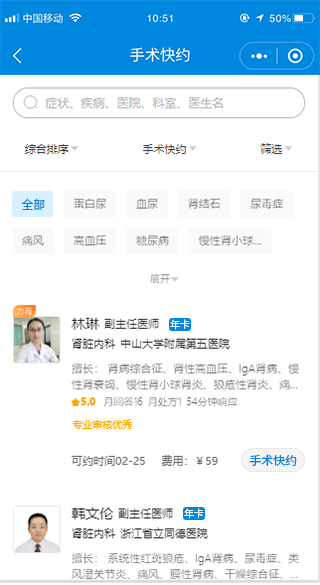 中国移动 10:51 50%
手术快约
症状、疾病、医院、科室、医生名
综合排序 手术快约 筛选
全部 蛋白尿 血尿 肾结石 尿毒症
痛风 高血压 糖尿病 慢性肾小球...
展开
力荐
林琳 副主任医师 年卡
肾脏内科 中山大学附属第五医院
擅长： 肾病综合征、肾性高血压、IgA肾病、慢
性肾衰竭、慢性肾小球肾炎、狼疮性肾炎、痛...
5.0 月回答16 月处方1 54分钟响应
专业审核优秀
可约时间02-25 费用：￥59 手术快约
韩文伦 副主任医师 年卡
肾脏内科 浙江省立同德医院
擅长： 系统性红斑狼疮、IgA肾病、尿毒症、类
风湿关节炎、痛风、膜性肾病、干燥综合征、...